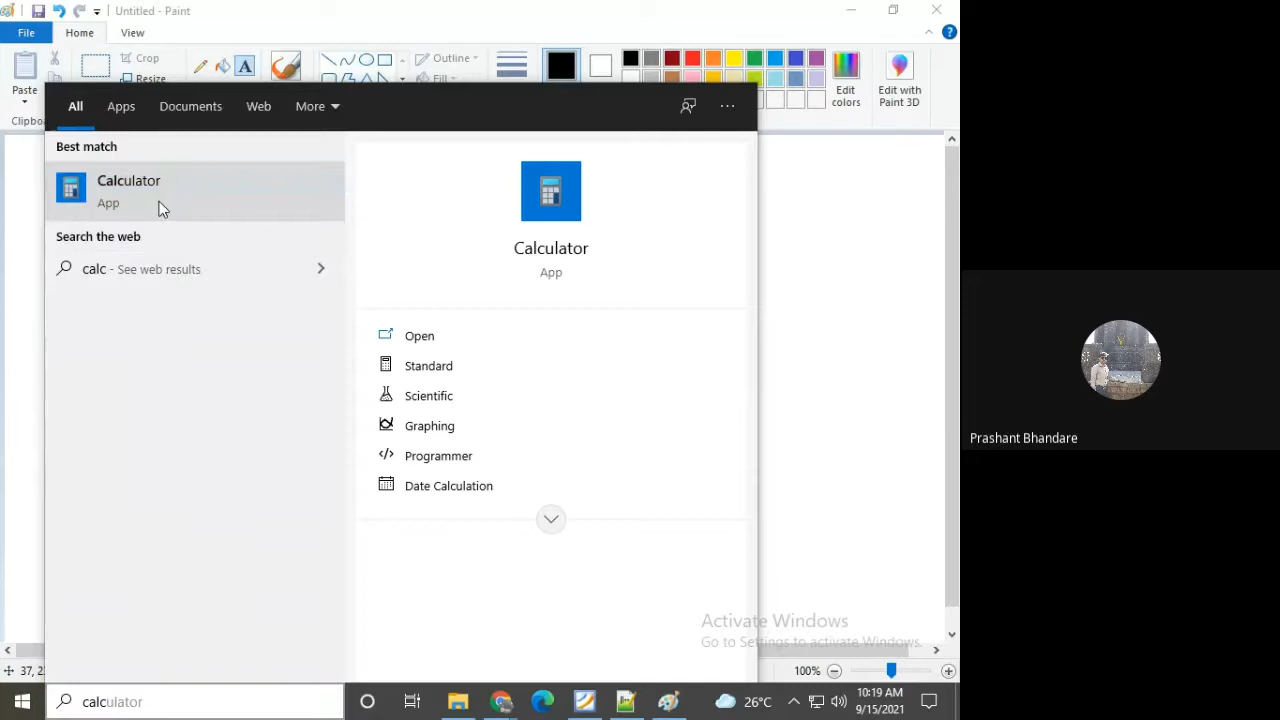 Untitled - Paint
File Home View
Paste
Crop
Resize
Outline
Fill
Edit colors
Edit with Paint 3D
Clipbo
All Apps Documents Web More
Best match
Calculator
App
Search the web
calc - See web results
Calculator
App
Open
Standard
Scientific
Graphing
Programmer
Date Calculation
Prashant Bhandare
Activate Windows
Go to Settings to activate Windows.
37, 2
100%
calculator
26°C
10:19 AM
9/15/2021